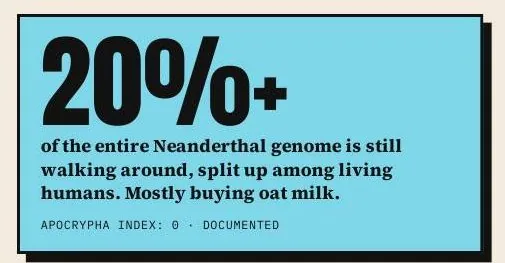 20%+
of the entire Neanderthal genome is still
walking around, split up among living
humans. Mostly buying oat milk.
APOCRYPHA INDEX: 0 · DOCUMENTED